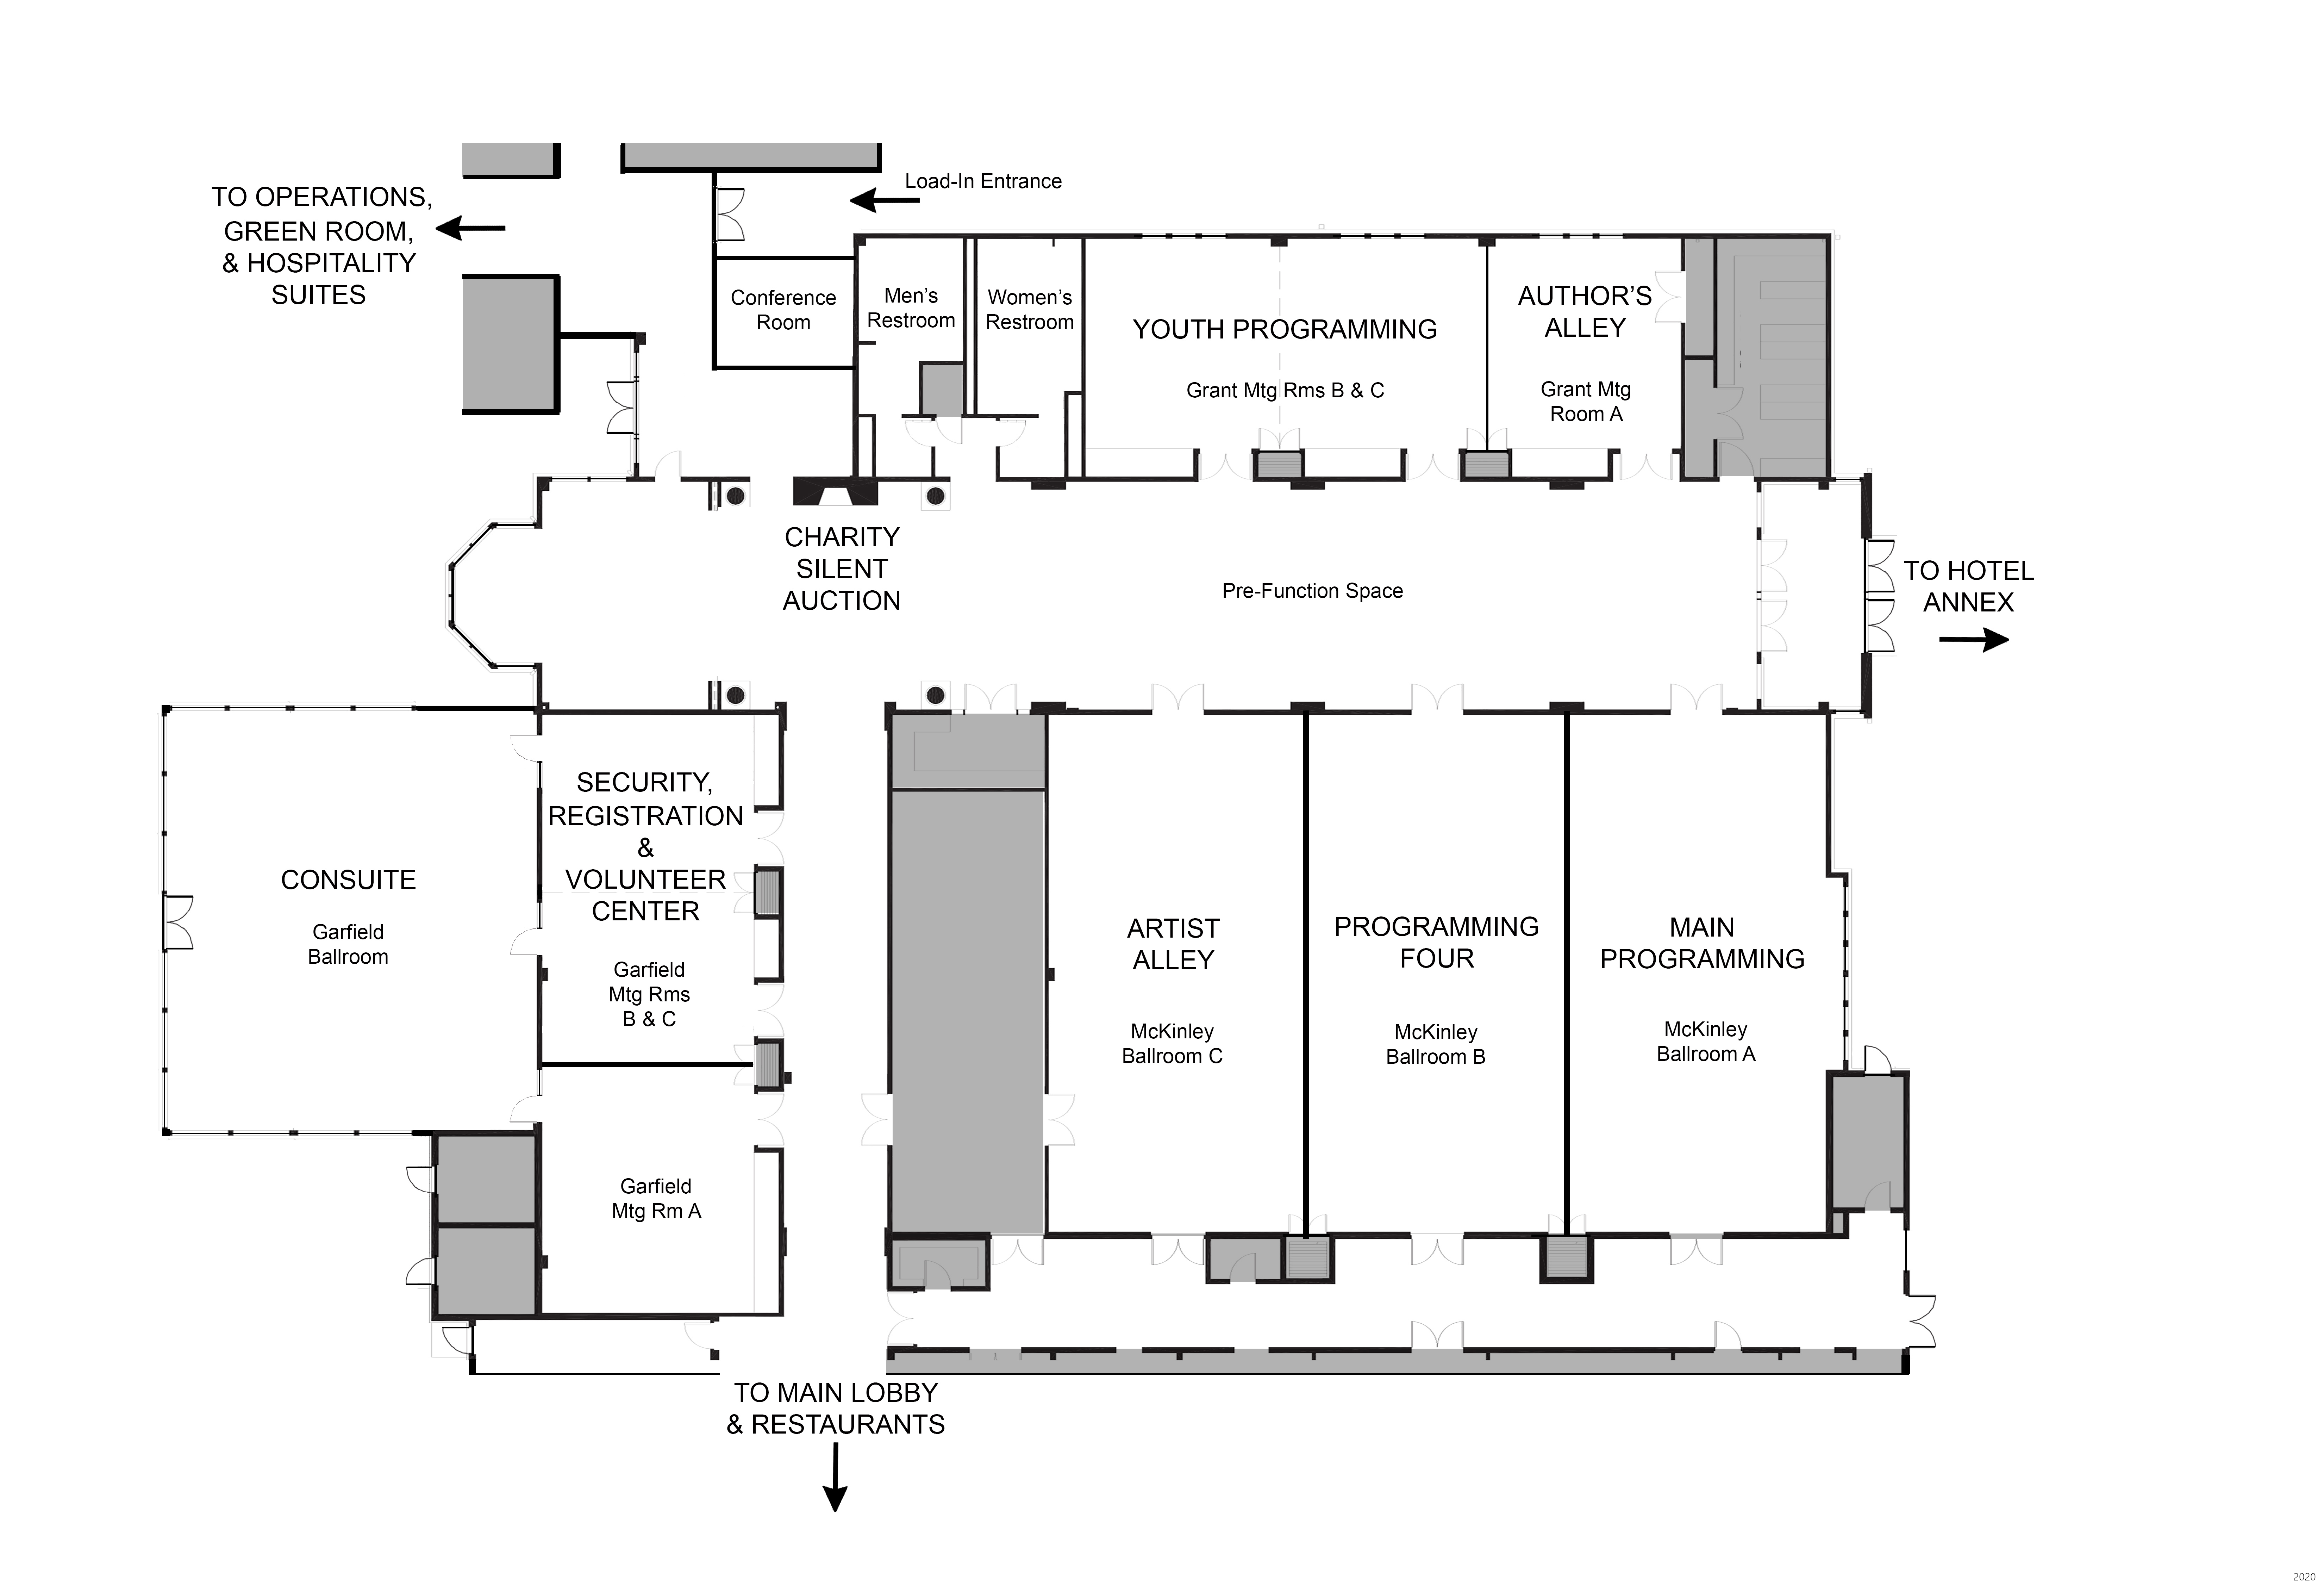 Load-In Entrance
TO OPERATIONS,
GREEN ROOM,
& HOSPITALITY
SUITES
Conference
Room
Men’s
Restroom
Women’s
Restroom
YOUTH PROGRAMMING
Grant Mtg Rms B & C
AUTHOR’S
ALLEY
Grant Mtg
Room A
CHARITY
SILENT
AUCTION
Pre-Function Space
TO HOTEL
ANNEX
CONSUITE
Garfield
Ballroom
SECURITY,
REGISTRATION
&
VOLUNTEER
CENTER
Garfield
Mtg Rms
B & C
ARTIST
ALLEY
McKinley
Ballroom C
PROGRAMMING
FOUR
McKinley
Ballroom B
MAIN
PROGRAMMING
McKinley
Ballroom A
Garfield
Mtg Rm A
TO MAIN LOBBY
& RESTAURANTS
2020